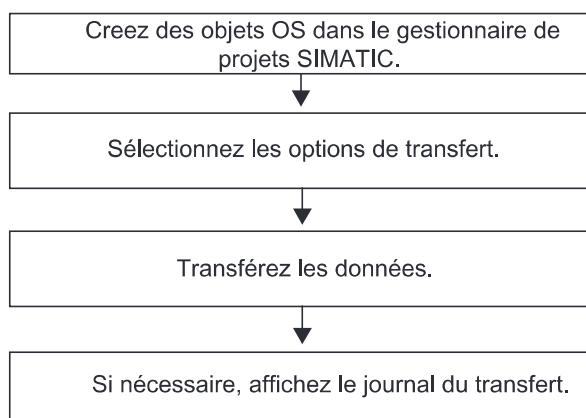 Creez des objets OS dans le gestionnaire de
projets SIMATIC.
Sélectionnez les options de transfert.
Transférez les données.
Si nécessaire, affichez le journal du transfert.